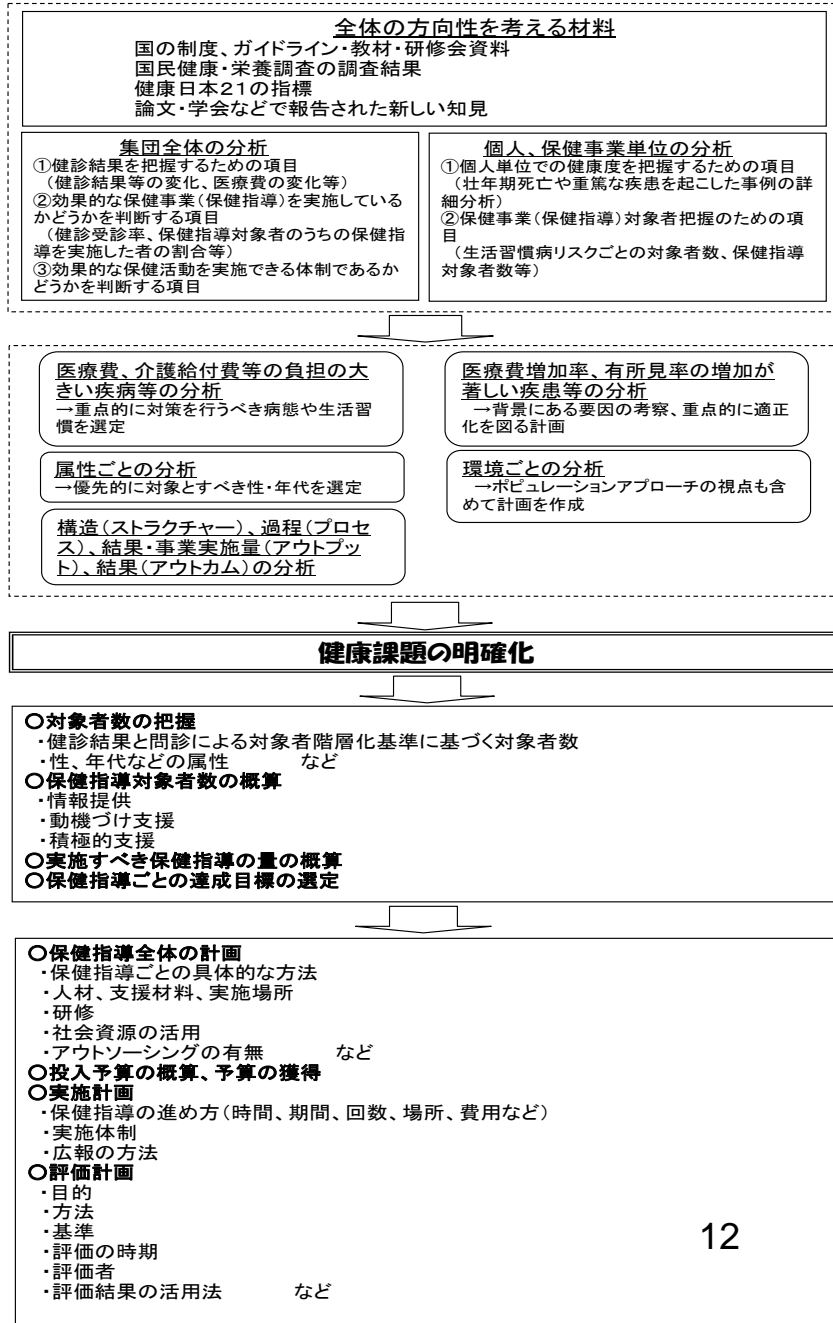 全体の方向性を考える材料
国の制度、ガイドライン・教材・研修会資料
国民健康・栄養調査の調査結果
健康日本21の指標
論文・学会などで報告された新しい知見
集団全体の分析
①健診結果を把握するための項目
（健診結果等の変化、医療費の変化等）
②効果的な保健事業（保健指導）を実施している
かどうかを判断する項目
（健診受診率、保健指導対象者のうちの保健指
導を実施した者の割合等）
③効果的な保健活動を実施できる体制であるか
どうかを判断する項目
個人、保健事業単位の分析
①個人単位での健康度を把握するための項目
（壮年期死亡や重篤な疾患を起こした事例の詳
細分析）
②保健事業（保健指導）対象者把握のための項
目
（生活習慣病リスクごとの対象者数、保健指導
対象者数等）
医療費、介護給付費等の負担の大
きい疾病等の分析
→重点的に対策を行うべき病態や生活習
慣を選定
医療費増加率、有所見率の増加が
著しい疾患等の分析
→背景にある要因の考察、重点的に適正
化を図る計画
属性ごとの分析
→優先的に対象とすべき性・年代を選定
環境ごとの分析
→ポピュレーションアプローチの視点も含
めて計画を作成
構造（ストラクチャー）、過程（プロセ
ス）、結果・事業実施量（アウトプッ
ト）、結果（アウトカム）の分析
健康課題の明確化
○対象者数の把握
・健診結果と問診による対象者階層化基準に基づく対象者数
・性、年代などの属性　など
○保健指導対象者数の概算
・情報提供
・動機づけ支援
・積極的支援
○実施すべき保健指導の量の概算
○保健指導ごとの達成目標の選定
○保健指導全体の計画
・保健指導ごとの具体的な方法
・人材、支援材料、実施場所
・研修
・社会資源の活用
・アウトソーシングの有無　など
○投入予算の概算、予算の獲得
○実施計画
・保健指導の進め方（時間、期間、回数、場所、費用など）
・実施体制
・広報の方法
○評価計画
・目的
・方法
・基準
・評価の時期
・評価者
・評価結果の活用法　など
12